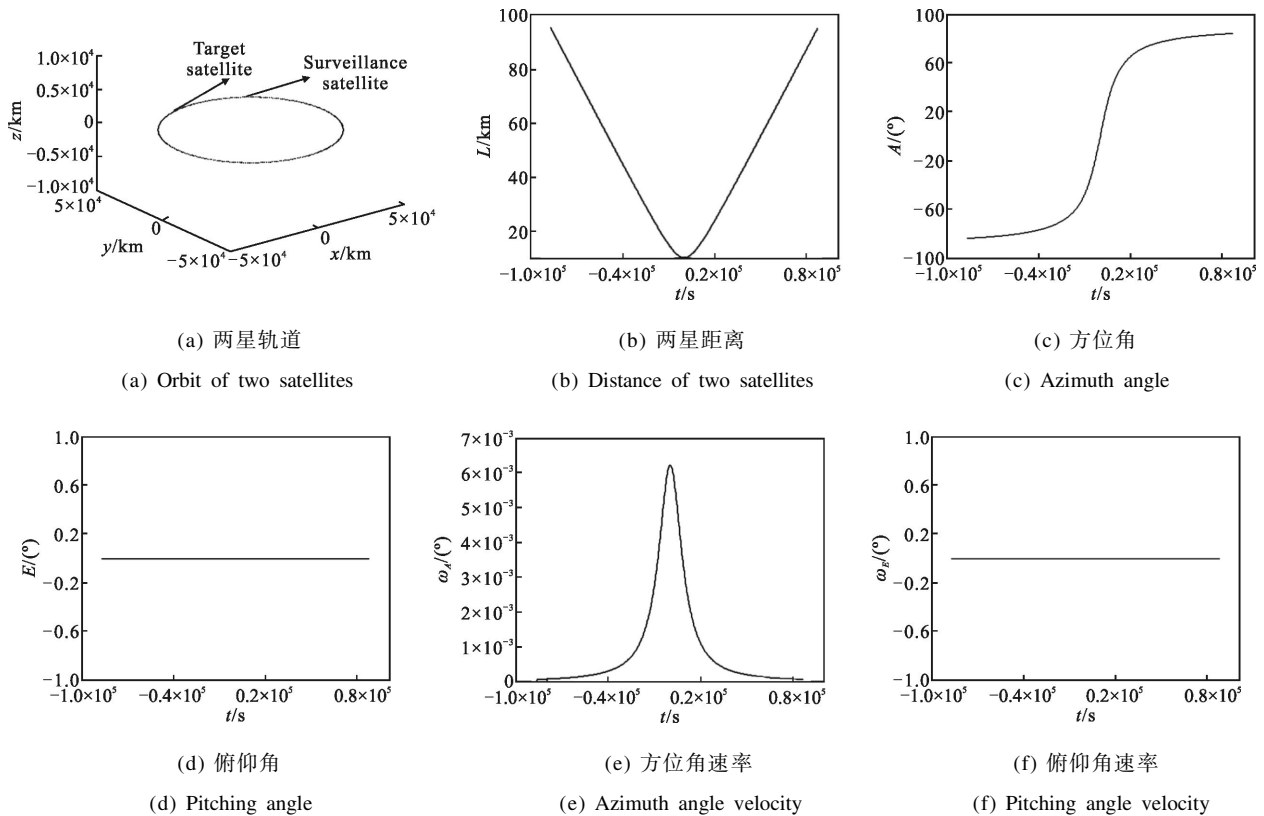 1.0×10⁴
0.5×10⁴
0
−0.5×10⁴
−1.0×10⁴
z/km
5×10⁴
0
−5×10⁴
y/km
−5×10⁴
0
5×10⁴
x/km
Target
satellite
Surveillance
satellite
100
80
60
40
20
L/km
−1.0×10⁵ −0.4×10⁵ 0.2×10⁵ 0.8×10⁵
t/s
100
60
20
−20
−60
−100
A/(°)
−1.0×10⁵ −0.4×10⁵ 0.2×10⁵ 0.8×10⁵
t/s
(a) 两星轨道
(a) Orbit of two satellites
(b) 两星距离
(b) Distance of two satellites
(c) 方位角
(c) Azimuth angle
1.0
0.6
0.2
−0.2
−0.6
−1.0
E/(°)
−1.0×10⁵ −0.4×10⁵ 0.2×10⁵ 0.8×10⁵
t/s
7×10⁻³
6×10⁻³
5×10⁻³
4×10⁻³
3×10⁻³
2×10⁻³
1×10⁻³
0
ω_A/(°)
−1.0×10⁵ −0.4×10⁵ 0.2×10⁵ 0.8×10⁵
t/s
1.0
0.6
0.2
−0.2
−0.6
−1.0
ω_E/(°)
−1.0×10⁵ −0.4×10⁵ 0.2×10⁵ 0.8×10⁵
t/s
(d) 俯仰角
(d) Pitching angle
(e) 方位角速率
(e) Azimuth angle velocity
(f) 俯仰角速率
(f) Pitching angle velocity